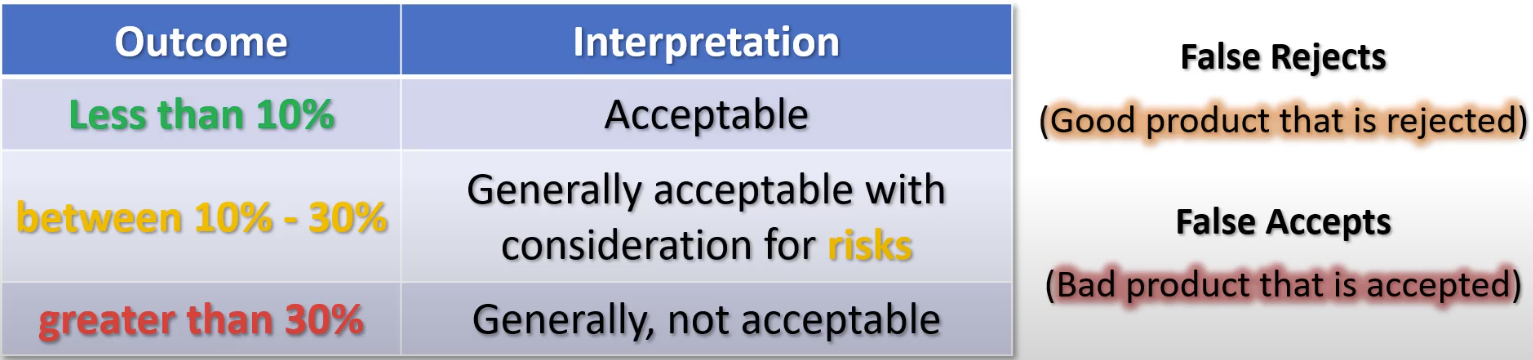 Outcome
Interpretation
Less than 10%
Acceptable
between 10% - 30%
Generally acceptable with
consideration for risks
greater than 30%
Generally, not acceptable
False Rejects
(Good product that is rejected)
False Accepts
(Bad product that is accepted)